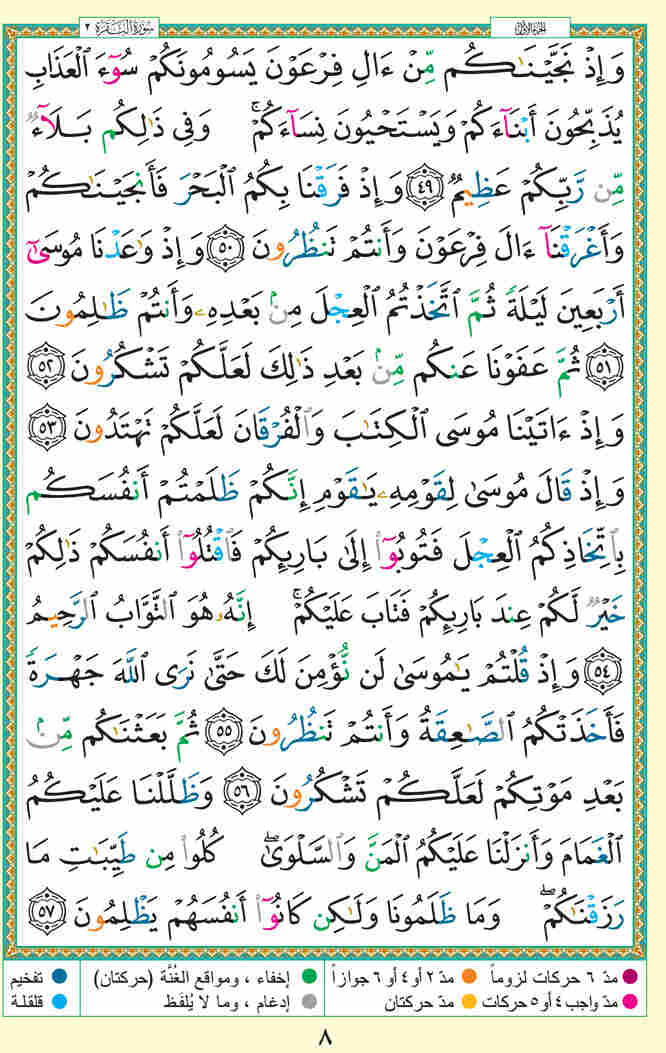 سُورَةُ البَقَرَةِ ٢
الجزء الأول
وَإِذْ نَجَّيْنَـٰكُم مِّنْ ءَالِ فِرْعَوْنَ يَسُومُونَكُمْ سُوٓءَ ٱلْعَذَابِ
يُذَبِّحُونَ أَبْنَآءَكُمْ وَيَسْتَحْيُونَ نِسَآءَكُمْ ۚ وَفِى ذَٰلِكُم بَلَآءٌ
مِّن رَّبِّكُمْ عَظِيمٌ ٤٩ وَإِذْ فَرَقْنَا بِكُمُ ٱلْبَحْرَ فَأَنجَيْنَـٰكُمْ
وَأَغْرَقْنَآ ءَالَ فِرْعَوْنَ وَأَنتُمْ تَنظُرُونَ ٥٠ وَإِذْ وَٰعَدْنَا مُوسَىٰٓ
أَرْبَعِينَ لَيْلَةً ثُمَّ ٱتَّخَذْتُمُ ٱلْعِجْلَ مِنۢ بَعْدِهِۦ وَأَنتُمْ ظَـٰلِمُونَ
٥١ ثُمَّ عَفَوْنَا عَنكُم مِّنۢ بَعْدِ ذَٰلِكَ لَعَلَّكُمْ تَشْكُرُونَ ٥٢
وَإِذْ ءَاتَيْنَا مُوسَى ٱلْكِتَـٰبَ وَٱلْفُرْقَانَ لَعَلَّكُمْ تَهْتَدُونَ ٥٣
وَإِذْ قَالَ مُوسَىٰ لِقَوْمِهِۦ يَـٰقَوْمِ إِنَّكُمْ ظَلَمْتُمْ أَنفُسَكُم
بِٱتِّخَاذِكُمُ ٱلْعِجْلَ فَتُوبُوٓا۟ إِلَىٰ بَارِئِكُمْ فَٱقْتُلُوٓا۟ أَنفُسَكُمْ ذَٰلِكُمْ
خَيْرٌ لَّكُمْ عِندَ بَارِئِكُمْ فَتَابَ عَلَيْكُمْ ۚ إِنَّهُۥ هُوَ ٱلتَّوَّابُ ٱلرَّحِيمُ
٥٤ وَإِذْ قُلْتُمْ يَـٰمُوسَىٰ لَن نُّؤْمِنَ لَكَ حَتَّىٰ نَرَى ٱللَّهَ جَهْرَةً
فَأَخَذَتْكُمُ ٱلصَّـٰعِقَةُ وَأَنتُمْ تَنظُرُونَ ٥٥ ثُمَّ بَعَثْنَـٰكُم مِّنۢ
بَعْدِ مَوْتِكُمْ لَعَلَّكُمْ تَشْكُرُونَ ٥٦ وَظَلَّلْنَا عَلَيْكُمُ
ٱلْغَمَامَ وَأَنزَلْنَا عَلَيْكُمُ ٱلْمَنَّ وَٱلسَّلْوَىٰ ۖ كُلُوا۟ مِن طَيِّبَـٰتِ مَا
رَزَقْنَـٰكُمْ ۖ وَمَا ظَلَمُونَا وَلَـٰكِن كَانُوٓا۟ أَنفُسَهُمْ يَظْلِمُونَ ٥٧
مدّ ٦ حركات لزوماً مدّ ٢ أو ٤ أو ٦ جوازاً إخفاء ، ومواقع الغُنَّة (حركتان) تفخيم
مدّ واجب ٤ أو ٥ حركات مدّ حركتان إدغام ، وما لا يُلفَظ قلقلة
٨